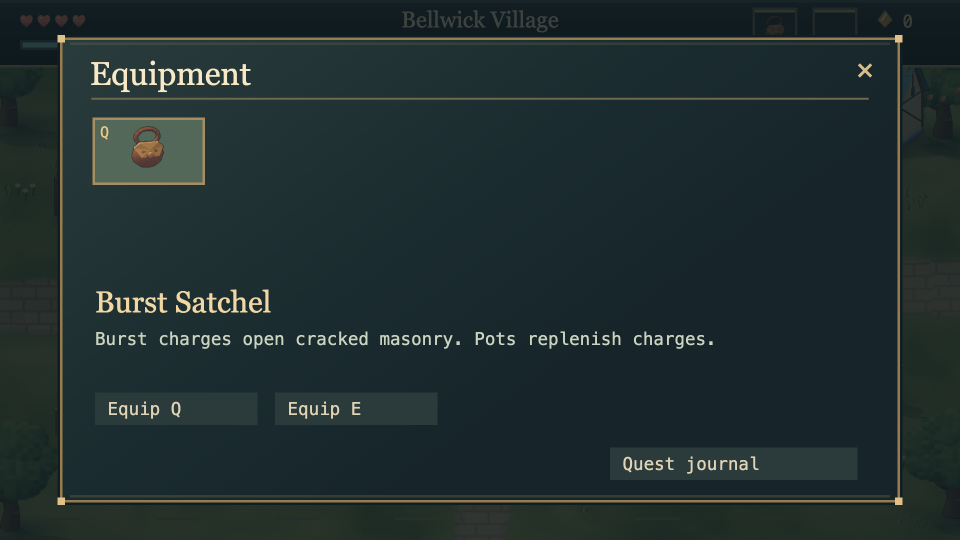 Bellwick Village
0
Equipment
×
Q
Burst Satchel
Burst charges open cracked masonry. Pots replenish charges.
Equip Q
Equip E
Quest journal